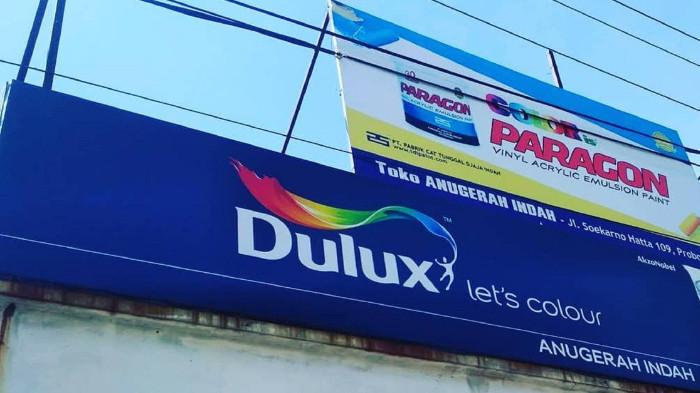 PARAGON
COLOR
PARAGON
VINYL ACRYLIC EMULSION PAINT
PT. PABRIK CAT TUNGGAL DJAJA INDAH
Toko ANUGERAH INDAH - Jl. Soekarno Hatta 109, Probo
AkzoNobel
Dulux™
let's colour
ANUGERAH INDAH